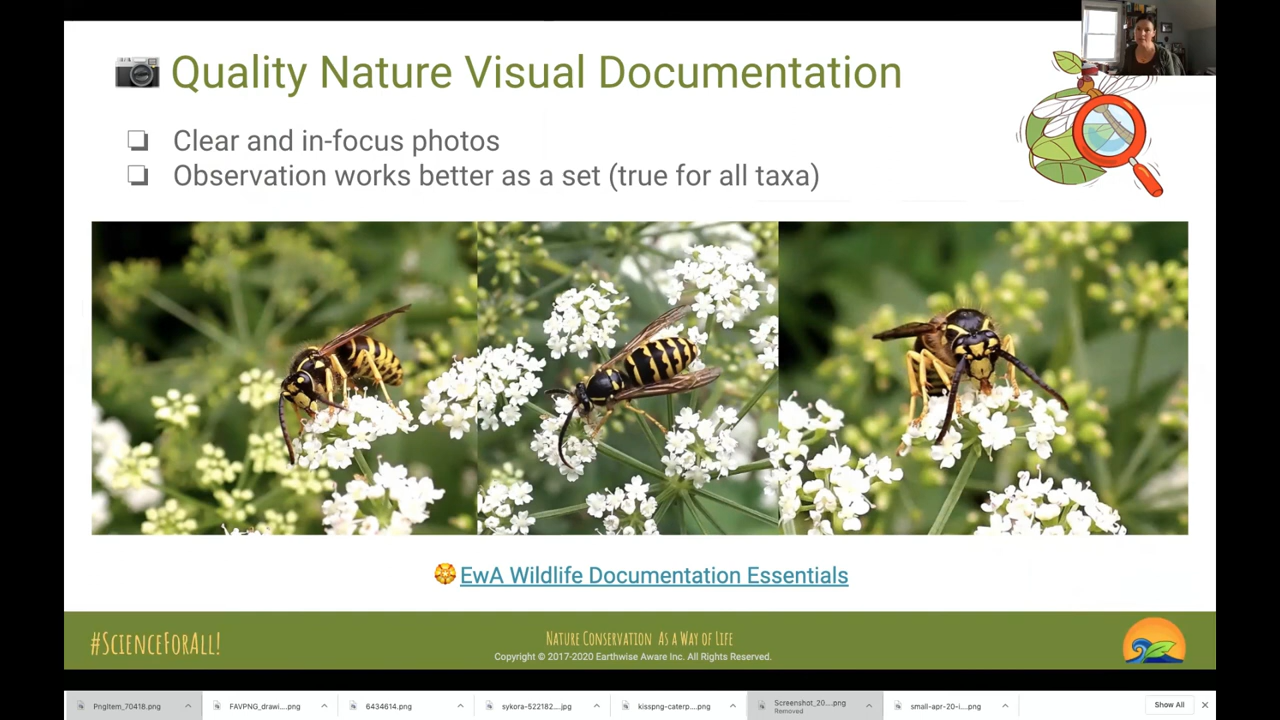 Quality Nature Visual Documentation
Clear and in-focus photos
Observation works better as a set (true for all taxa)
EwA Wildlife Documentation Essentials
#ScienceForAll!
Nature Conservation As a Way of Life
Copyright © 2017-2020 Earthwise Aware Inc. All Rights Reserved.
PngItem_70418.png
FAVPNG_drawi....png
6434614.png
sykora-522182....jpg
kisspng-caterp....png
Screenshot_20....png
Removed
small-apr-20-i....png
Show All